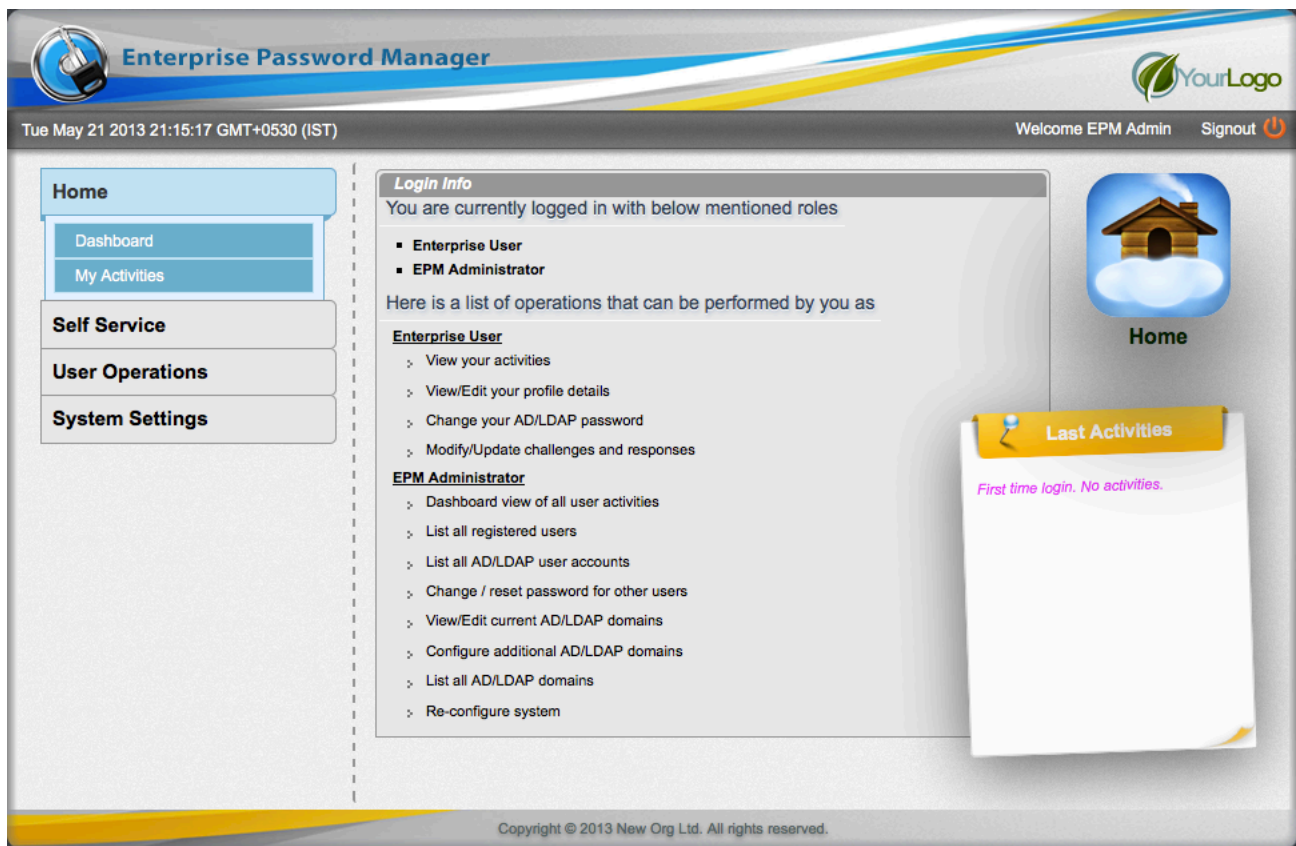 Enterprise Password Manager
YourLogo
Tue May 21 2013 21:15:17 GMT+0530 (IST)
Welcome EPM Admin
Signout
Home
Dashboard
My Activities
Self Service
User Operations
System Settings
Login Info
You are currently logged in with below mentioned roles
Enterprise User
EPM Administrator
Here is a list of operations that can be performed by you as
Enterprise User
View your activities
View/Edit your profile details
Change your AD/LDAP password
Modify/Update challenges and responses
EPM Administrator
Dashboard view of all user activities
List all registered users
List all AD/LDAP user accounts
Change / reset password for other users
View/Edit current AD/LDAP domains
Configure additional AD/LDAP domains
List all AD/LDAP domains
Re-configure system
Home
Last Activities
First time login. No activities.
Copyright © 2013 New Org Ltd. All rights reserved.